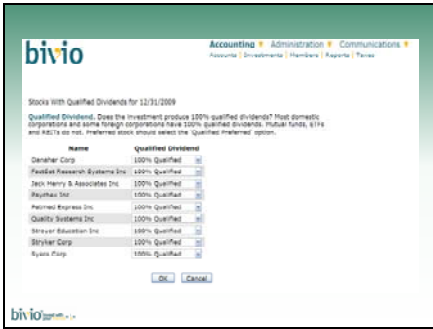 bivio
Accounting Administration Communications
Accounts | Investments | Members | Reports | Taxes
Stocks With Qualified Dividends for 12/31/2009
Qualified Dividend. Does the investment produce 100% qualified dividends? Most domestic
corporations and some foreign corporations have 100% qualified dividends. Mutual funds, ETFs
and REITs do not. Preferred stock should select the 'Qualified Preferred' option.
Name Qualified Dividend
Danaher Corp 100% Qualified
FactSet Research Systems Inc 100% Qualified
Jack Henry & Associates Inc 100% Qualified
Paychex Inc 100% Qualified
PetMed Express Inc 100% Qualified
Quality Systems Inc 100% Qualified
Strayer Education Inc 100% Qualified
Stryker Corp 100% Qualified
Sysco Corp 100% Qualified
OK Cancel
bivio